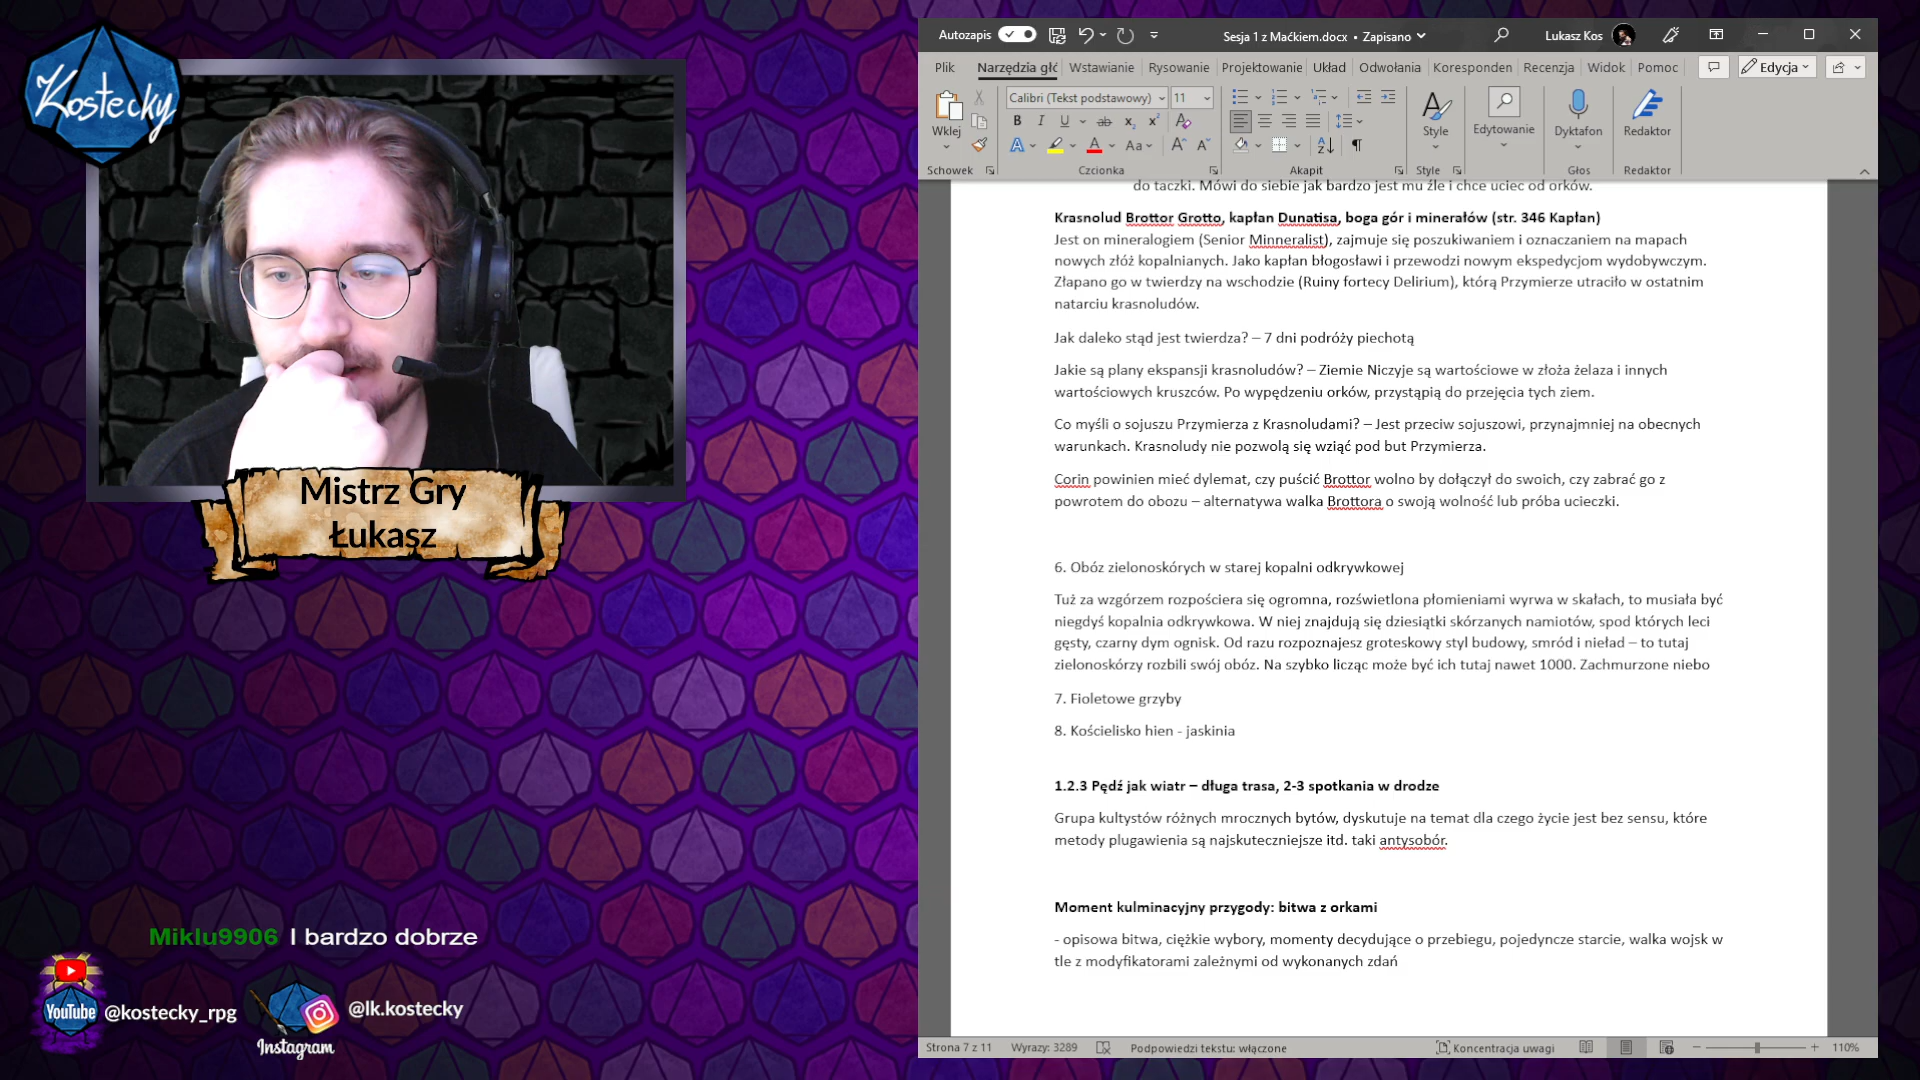 Kostecky
Mistrz Gry
Łukasz
Miklu9906 I bardzo dobrze
YouTube @kostecky_rpg
Instagram @lk.kostecky
Autozapis
Sesja 1 z Maćkiem.docx • Zapisano
Lukasz Kos
Plik Narzędzia głć Wstawianie Rysowanie Projektowanie Układ Odwołania Koresponden Recenzja Widok Pomoc Edycja
Calibri (Tekst podstawowy) 11
Wklej
Style Edytowanie Dyktafon Redaktor
Schowek Czcionka Akapit Style Głos Redaktor
do taczki. Mówi do siebie jak bardzo jest mu źle i chce uciec od orków.
Krasnolud Brottor Grotto, kapłan Dunatisa, boga gór i minerałów (str. 346 Kapłan)
Jest on mineralogiem (Senior Minneralist), zajmuje się poszukiwaniem i oznaczaniem na mapach
nowych złóż kopalnianych. Jako kapłan błogosławi i przewodzi nowym ekspedycjom wydobywczym.
Złapano go w twierdzy na wschodzie (Ruiny fortecy Delirium), którą Przymierze utraciło w ostatnim
natarciu krasnoludów.
Jak daleko stąd jest twierdza? – 7 dni podróży piechotą
Jakie są plany ekspansji krasnoludów? – Ziemie Niczyje są wartościowe w złoża żelaza i innych
wartościowych kruszców. Po wypędzeniu orków, przystąpią do przejęcia tych ziem.
Co myśli o sojuszu Przymierza z Krasnoludami? – Jest przeciw sojuszowi, przynajmniej na obecnych
warunkach. Krasnoludy nie pozwolą się wziąć pod but Przymierza.
Corin powinien mieć dylemat, czy puścić Brottor wolno by dołączył do swoich, czy zabrać go z
powrotem do obozu – alternatywa walka Brottora o swoją wolność lub próba ucieczki.
6. Obóz zielonoskórych w starej kopalni odkrywkowej
Tuż za wzgórzem rozpościera się ogromna, rozświetlona płomieniami wyrwa w skałach, to musiała być
niegdyś kopalnia odkrywkowa. W niej znajdują się dziesiątki skórzanych namiotów, spod których leci
gęsty, czarny dym ognisk. Od razu rozpoznajesz groteskowy styl budowy, smród i nieład – to tutaj
zielonoskórzy rozbili swój obóz. Na szybko licząc może być ich tutaj nawet 1000. Zachmurzone niebo
7. Fioletowe grzyby
8. Kościelisko hien - jaskinia
1.2.3 Pędź jak wiatr – długa trasa, 2-3 spotkania w drodze
Grupa kultystów różnych mrocznych bytów, dyskutuje na temat dla czego życie jest bez sensu, które
metody plugawienia są najskuteczniejsze itd. taki antysobór.
Moment kulminacyjny przygody: bitwa z orkami
- opisowa bitwa, ciężkie wybory, momenty decydujące o przebiegu, pojedyncze starcie, walka wojsk w
tle z modyfikatorami zależnymi od wykonanych zdań
Strona 7 z 11 Wyrazy: 3289 Podpowiedzi tekstu: włączone Koncentracja uwagi 110%